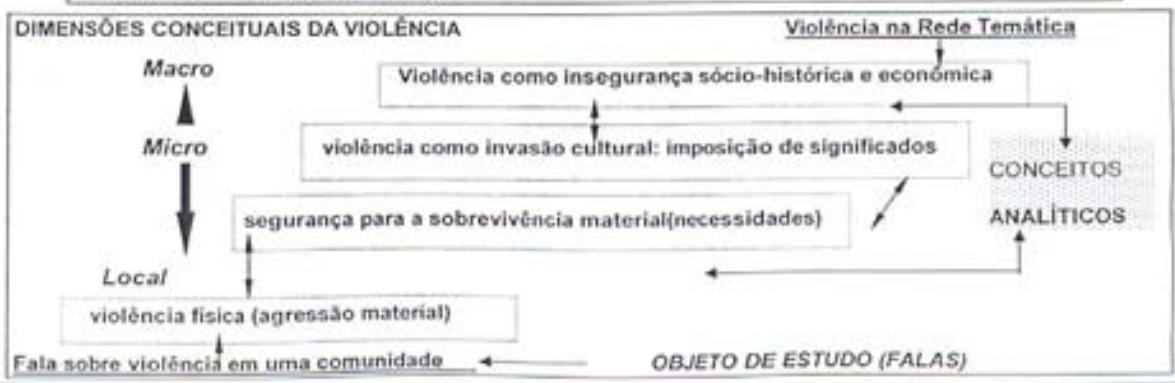 DIMENSÕES CONCEITUAIS DA VIOLÊNCIA
Violência na Rede Temática
Macro
Violência como insegurança sócio-histórica e econômica
Micro
violência como invasão cultural: imposição de significados
CONCEITOS
ANALÍTICOS
segurança para a sobrevivência material(necessidades)
Local
violência física (agressão material)
Fala sobre violência em uma comunidade
OBJETO DE ESTUDO (FALAS)